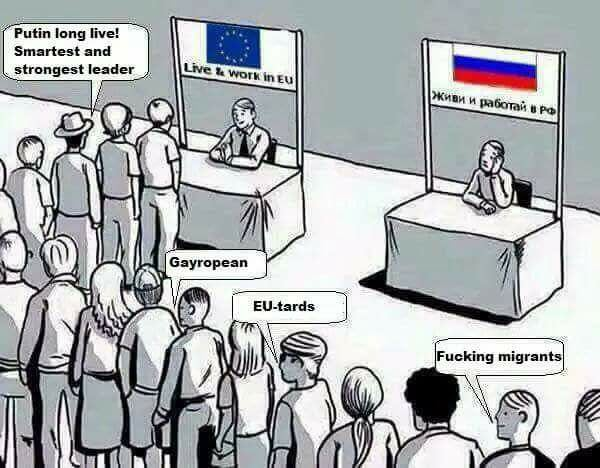 Putin long live!
Smartest and
strongest leader
Live & work in EU
Живи и работай в РФ
Gayropean
EU-tards
Fucking migrants